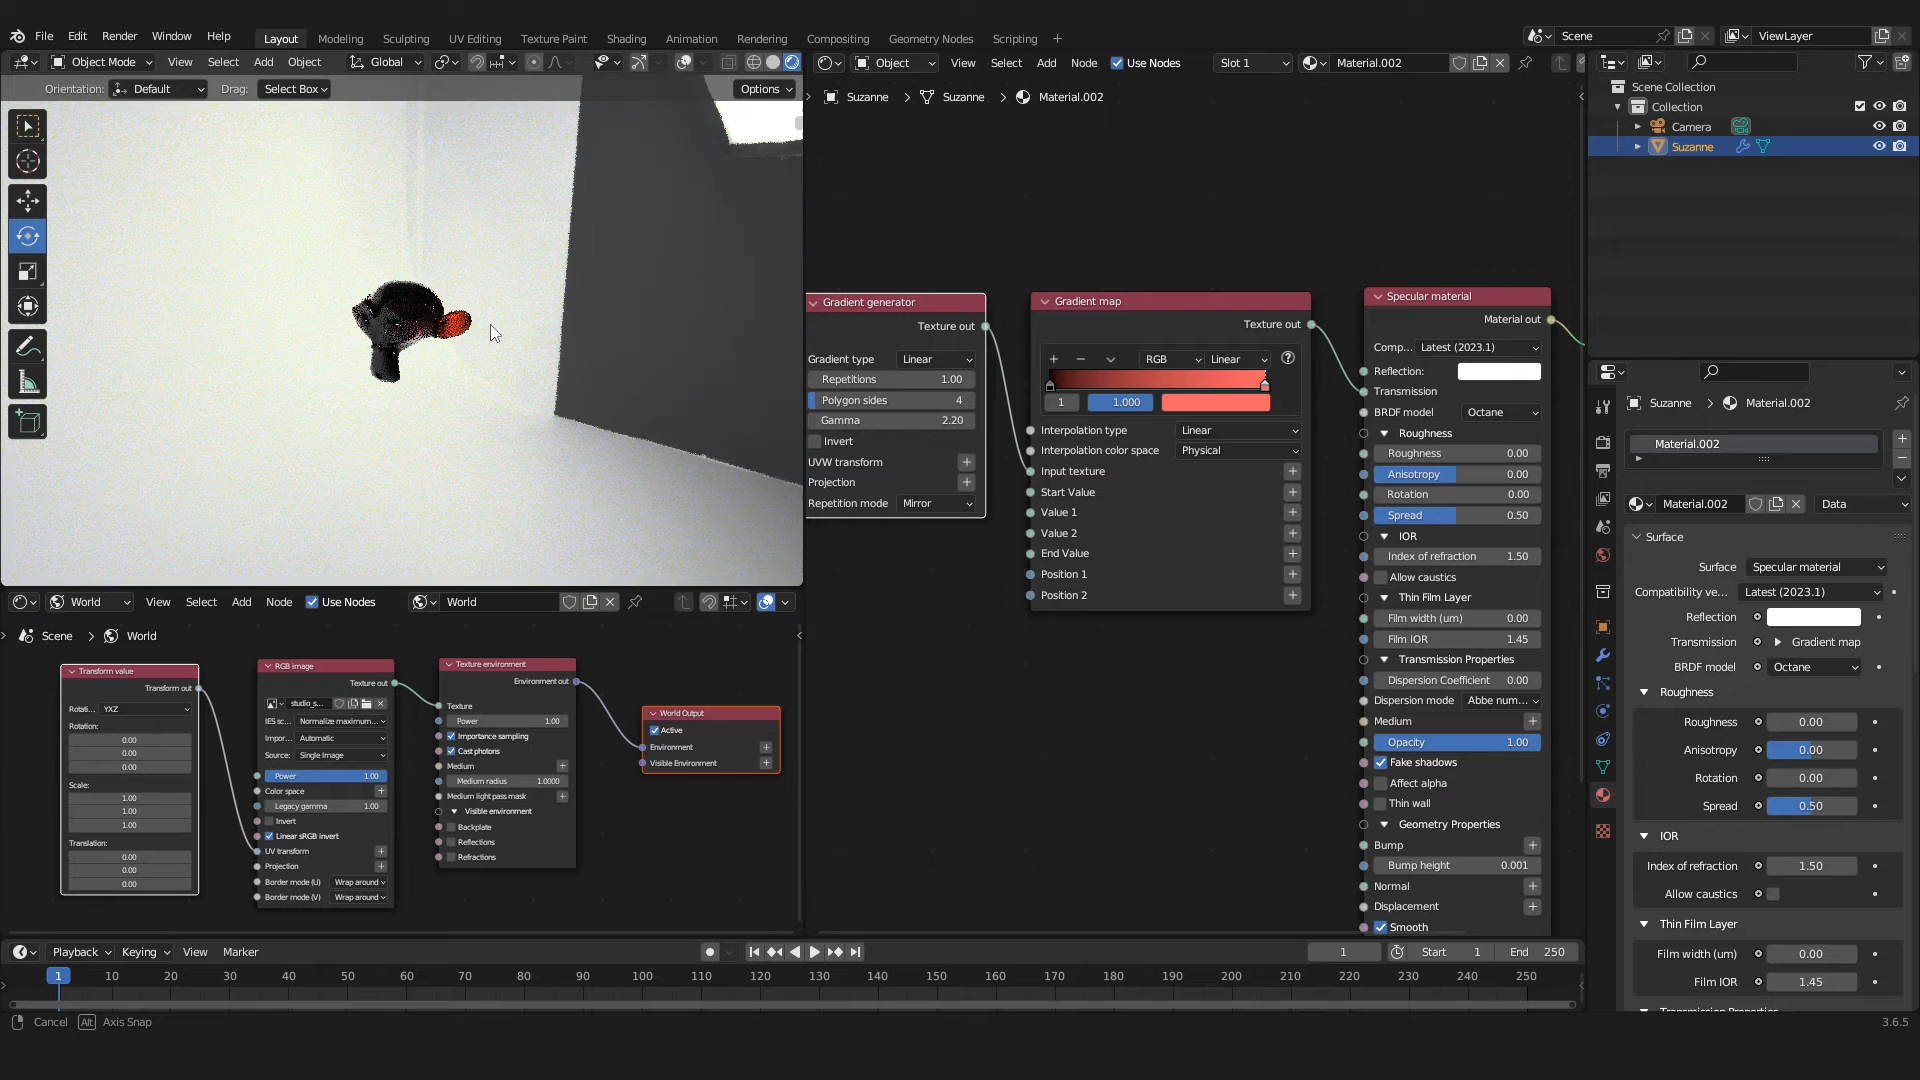 File Edit Render Window Help Layout Modeling Sculpting UV Editing Texture Paint Shading Animation Rendering Compositing Geometry Nodes Scripting + Scene ViewLayer
Object Mode View Select Add Object Global
Object View Select Add Node Use Nodes Slot 1 Material.002
Orientation: Default Drag: Select Box Options
Suzanne > Suzanne > Material.002
Scene Collection
Collection
Camera
Suzanne
Gradient generator
Texture out
Gradient type Linear
Repetitions 1.00
Polygon sides 4
Gamma 2.20
Invert
UVW transform
Projection
Repetition mode Mirror
Gradient map
Texture out
RGB Linear
1 1.000
Interpolation type Linear
Interpolation color space Physical
Input texture
Start Value
Value 1
Value 2
End Value
Position 1
Position 2
Specular material
Material out
Comp... Latest (2023.1)
Reflection:
Transmission
BRDF model Octane
Roughness
Roughness 0.00
Anisotropy 0.00
Rotation 0.00
Spread 0.50
IOR
Index of refraction 1.50
Allow caustics
Thin Film Layer
Film width (um) 0.00
Film IOR 1.45
Transmission Properties
Dispersion Coefficient 0.00
Dispersion mode Abbe num...
Medium
Opacity 1.00
Fake shadows
Affect alpha
Thin wall
Geometry Properties
Bump
Bump height 0.001
Normal
Displacement
Smooth
Suzanne > Material.002
Material.002
Material.002 Data
Surface
Surface Specular material
Compatibility ve... Latest (2023.1)
Reflection
Transmission Gradient map
BRDF model Octane
Roughness
Roughness 0.00
Anisotropy 0.00
Rotation 0.00
Spread 0.50
IOR
Index of refraction 1.50
Allow caustics
Thin Film Layer
Film width (um) 0.00
Film IOR 1.45
World View Select Add Node Use Nodes World
Scene > World
Transform value
Transform out
Rotati... YXZ
Rotation:
0.00
0.00
0.00
Scale:
1.00
1.00
1.00
Translation:
0.00
0.00
0.00
RGB image
Texture out
studio_s...
IES sc... Normalize maximum...
Impor... Automatic
Source: Single Image
Power 1.00
Color space
Legacy gamma 1.00
Invert
Linear sRGB invert
UV transform
Projection
Border mode (U) Wrap around
Border mode (V) Wrap around
Texture environment
Environment out
Texture
Power 1.00
Importance sampling
Cast photons
Medium
Medium radius 1.0000
Medium light pass mask
Visible environment
Backplate
Reflections
Refractions
World Output
Active
Environment
Visible Environment
Playback Keying View Marker 1 Start 1 End 250
1 10 20 30 40 50 60 70 80 90 100 110 120 130 140 150 160 170 180 190 200 210 220 230 240 250
Cancel Alt Axis Snap 3.6.5